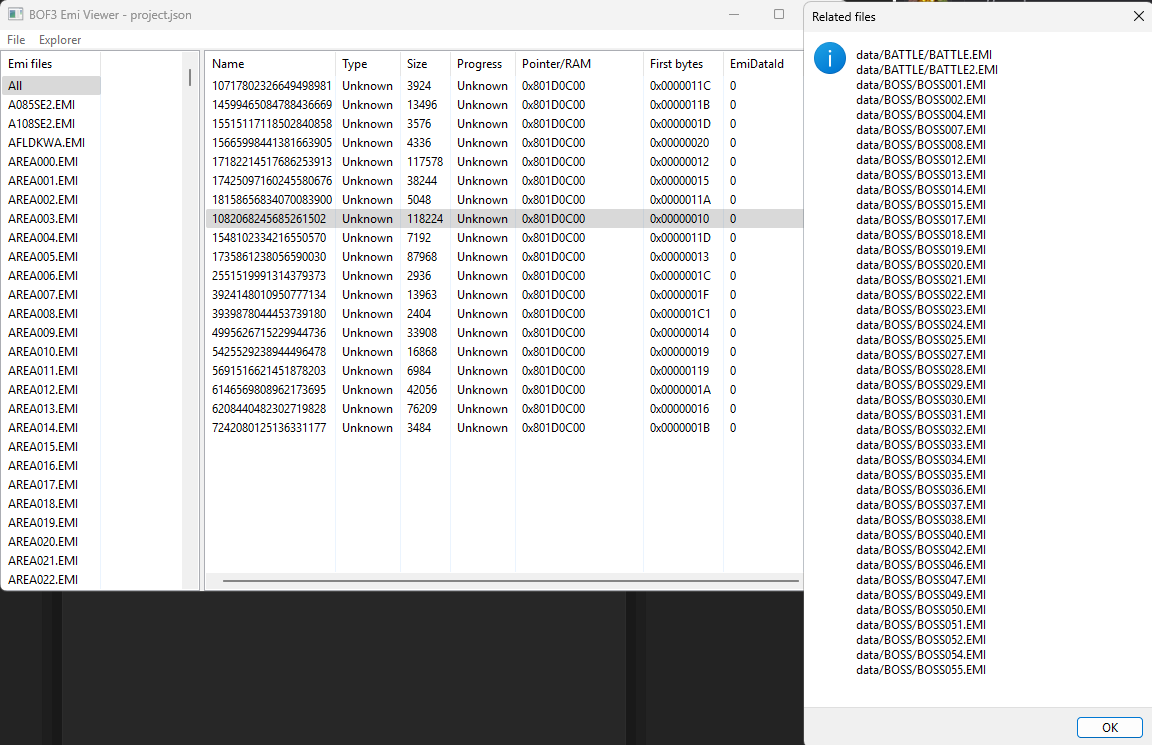 BOF3 Emi Viewer - project.json
File Explorer
Emi files
All
A085SE2.EMI
A108SE2.EMI
AFLDKWA.EMI
AREA000.EMI
AREA001.EMI
AREA002.EMI
AREA003.EMI
AREA004.EMI
AREA005.EMI
AREA006.EMI
AREA007.EMI
AREA008.EMI
AREA009.EMI
AREA010.EMI
AREA011.EMI
AREA012.EMI
AREA013.EMI
AREA014.EMI
AREA015.EMI
AREA016.EMI
AREA017.EMI
AREA018.EMI
AREA019.EMI
AREA020.EMI
AREA021.EMI
AREA022.EMI
Name Type Size Progress Pointer/RAM First bytes EmiDataId
10717802326649498981 Unknown 3924 Unknown 0x801D0C00 0x0000011C 0
14599465084788436669 Unknown 13496 Unknown 0x801D0C00 0x0000011B 0
15515117118502840858 Unknown 3576 Unknown 0x801D0C00 0x0000001D 0
15665998441381663905 Unknown 4336 Unknown 0x801D0C00 0x00000020 0
17182214517686253913 Unknown 117578 Unknown 0x801D0C00 0x00000012 0
17425097160245580676 Unknown 38244 Unknown 0x801D0C00 0x00000015 0
18158656834070083900 Unknown 5048 Unknown 0x801D0C00 0x0000011A 0
1082068245685261502 Unknown 118224 Unknown 0x801D0C00 0x00000010 0
1548102334216550570 Unknown 7192 Unknown 0x801D0C00 0x0000011D 0
1735861238056590030 Unknown 87968 Unknown 0x801D0C00 0x00000013 0
2551519991314379373 Unknown 2936 Unknown 0x801D0C00 0x0000001C 0
3924148010950777134 Unknown 13963 Unknown 0x801D0C00 0x0000001F 0
3939878044453739180 Unknown 2404 Unknown 0x801D0C00 0x000001C1 0
4995626715229944736 Unknown 33908 Unknown 0x801D0C00 0x00000014 0
5425529238944496478 Unknown 16868 Unknown 0x801D0C00 0x00000019 0
5691516621451878203 Unknown 6984 Unknown 0x801D0C00 0x00000119 0
6146569808962173695 Unknown 42056 Unknown 0x801D0C00 0x0000001A 0
6208440482302719828 Unknown 76209 Unknown 0x801D0C00 0x00000016 0
7242080125136331177 Unknown 3484 Unknown 0x801D0C00 0x0000001B 0
Related files
data/BATTLE/BATTLE.EMI
data/BATTLE/BATTLE2.EMI
data/BOSS/BOSS001.EMI
data/BOSS/BOSS002.EMI
data/BOSS/BOSS004.EMI
data/BOSS/BOSS007.EMI
data/BOSS/BOSS008.EMI
data/BOSS/BOSS012.EMI
data/BOSS/BOSS013.EMI
data/BOSS/BOSS014.EMI
data/BOSS/BOSS015.EMI
data/BOSS/BOSS017.EMI
data/BOSS/BOSS018.EMI
data/BOSS/BOSS019.EMI
data/BOSS/BOSS020.EMI
data/BOSS/BOSS021.EMI
data/BOSS/BOSS022.EMI
data/BOSS/BOSS023.EMI
data/BOSS/BOSS024.EMI
data/BOSS/BOSS025.EMI
data/BOSS/BOSS027.EMI
data/BOSS/BOSS028.EMI
data/BOSS/BOSS029.EMI
data/BOSS/BOSS030.EMI
data/BOSS/BOSS031.EMI
data/BOSS/BOSS032.EMI
data/BOSS/BOSS033.EMI
data/BOSS/BOSS034.EMI
data/BOSS/BOSS035.EMI
data/BOSS/BOSS036.EMI
data/BOSS/BOSS037.EMI
data/BOSS/BOSS038.EMI
data/BOSS/BOSS040.EMI
data/BOSS/BOSS042.EMI
data/BOSS/BOSS046.EMI
data/BOSS/BOSS047.EMI
data/BOSS/BOSS049.EMI
data/BOSS/BOSS050.EMI
data/BOSS/BOSS051.EMI
data/BOSS/BOSS052.EMI
data/BOSS/BOSS054.EMI
data/BOSS/BOSS055.EMI
OK